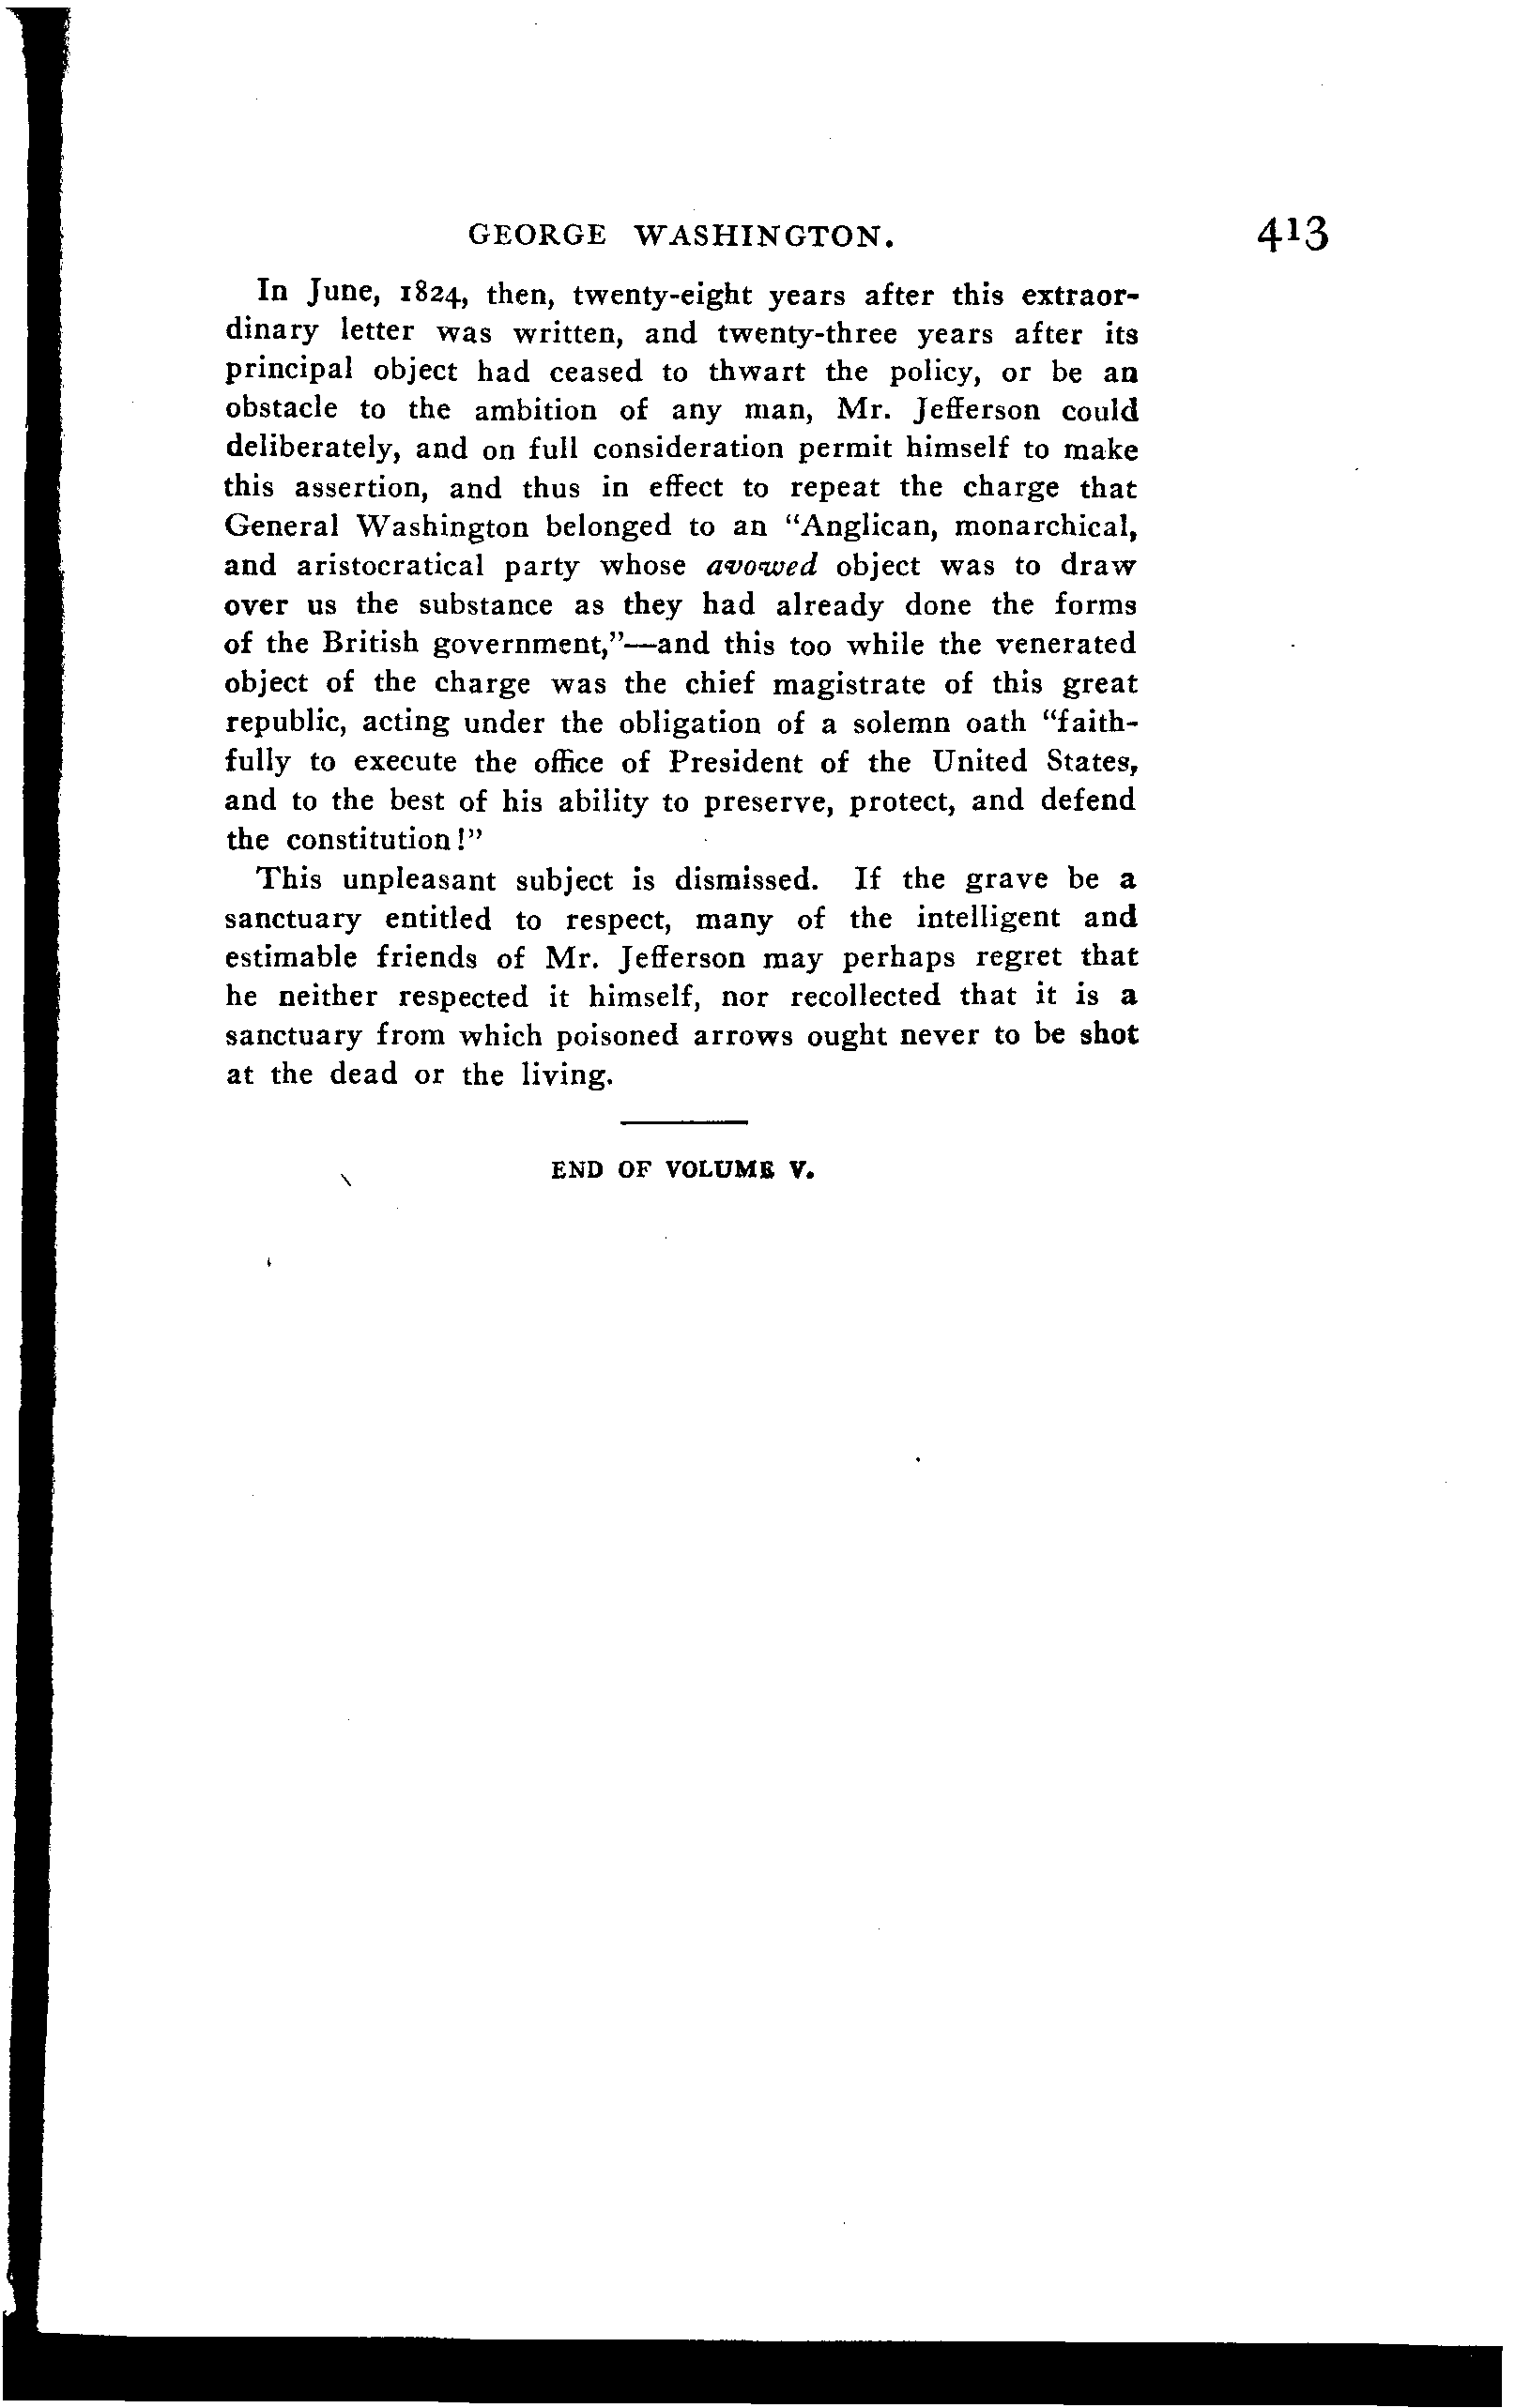 GEORGE WASHINGTON. 413
In June, 1824, then, twenty-eight years after this extraor-
dinary letter was written, and twenty-three years after its
principal object had ceased to thwart the policy, or be an
obstacle to the ambition of any man, Mr. Jefferson could
deliberately, and on full consideration permit himself to make
this assertion, and thus in effect to repeat the charge that
General Washington belonged to an "Anglican, monarchical,
and aristocratical party whose avowed object was to draw
over us the substance as they had already done the forms
of the British government,"—and this too while the venerated
object of the charge was the chief magistrate of this great
republic, acting under the obligation of a solemn oath "faith-
fully to execute the office of President of the United States,
and to the best of his ability to preserve, protect, and defend
the constitution!"
This unpleasant subject is dismissed. If the grave be a
sanctuary entitled to respect, many of the intelligent and
estimable friends of Mr. Jefferson may perhaps regret that
he neither respected it himself, nor recollected that it is a
sanctuary from which poisoned arrows ought never to be shot
at the dead or the living.
END OF VOLUME V.